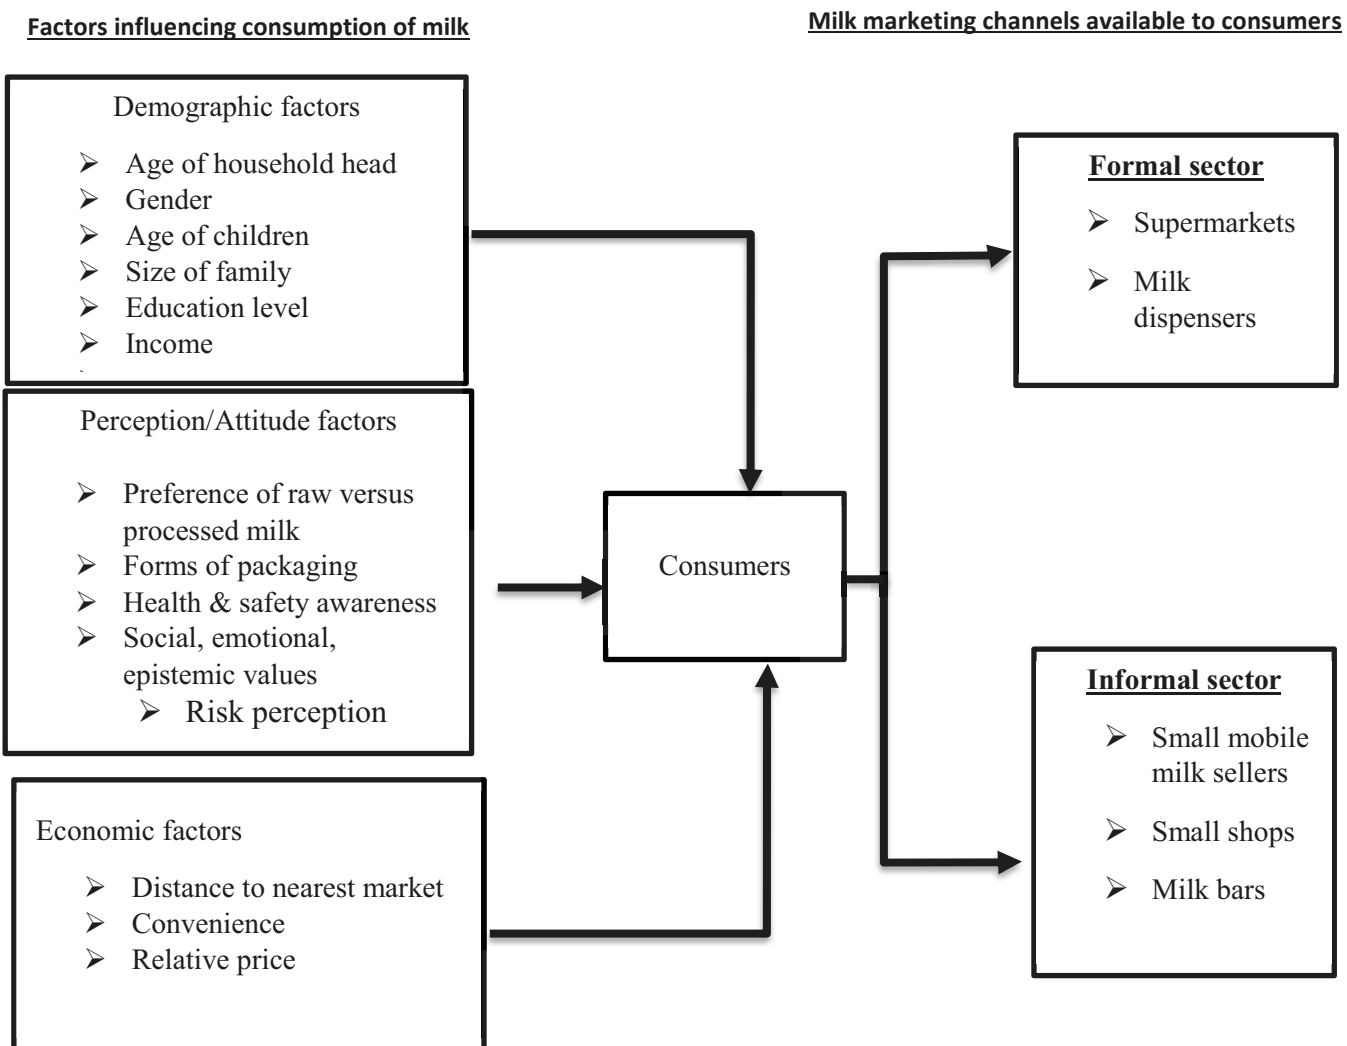 Factors influencing consumption of milk
Milk marketing channels available to consumers
Demographic factors
➢ Age of household head
➢ Gender
➢ Age of children
➢ Size of family
➢ Education level
➢ Income
Perception/Attitude factors
➢ Preference of raw versus
processed milk
➢ Forms of packaging
➢ Health & safety awareness
➢ Social, emotional,
epistemic values
➢ Risk perception
Economic factors
➢ Distance to nearest market
➢ Convenience
➢ Relative price
Consumers
Formal sector
➢ Supermarkets
➢ Milk
dispensers
Informal sector
➢ Small mobile
milk sellers
➢ Small shops
➢ Milk bars